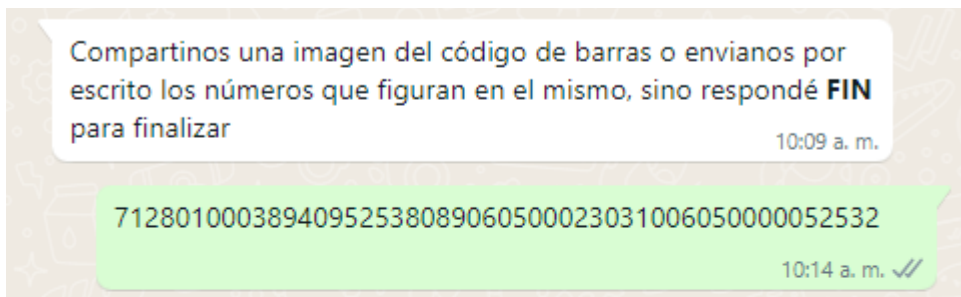 Compartinos una imagen del código de barras o envianos por
escrito los números que figuran en el mismo, sino respondé FIN
para finalizar
10:09 a. m.
71280100038940952538089060500023031006050000052532
10:14 a. m.